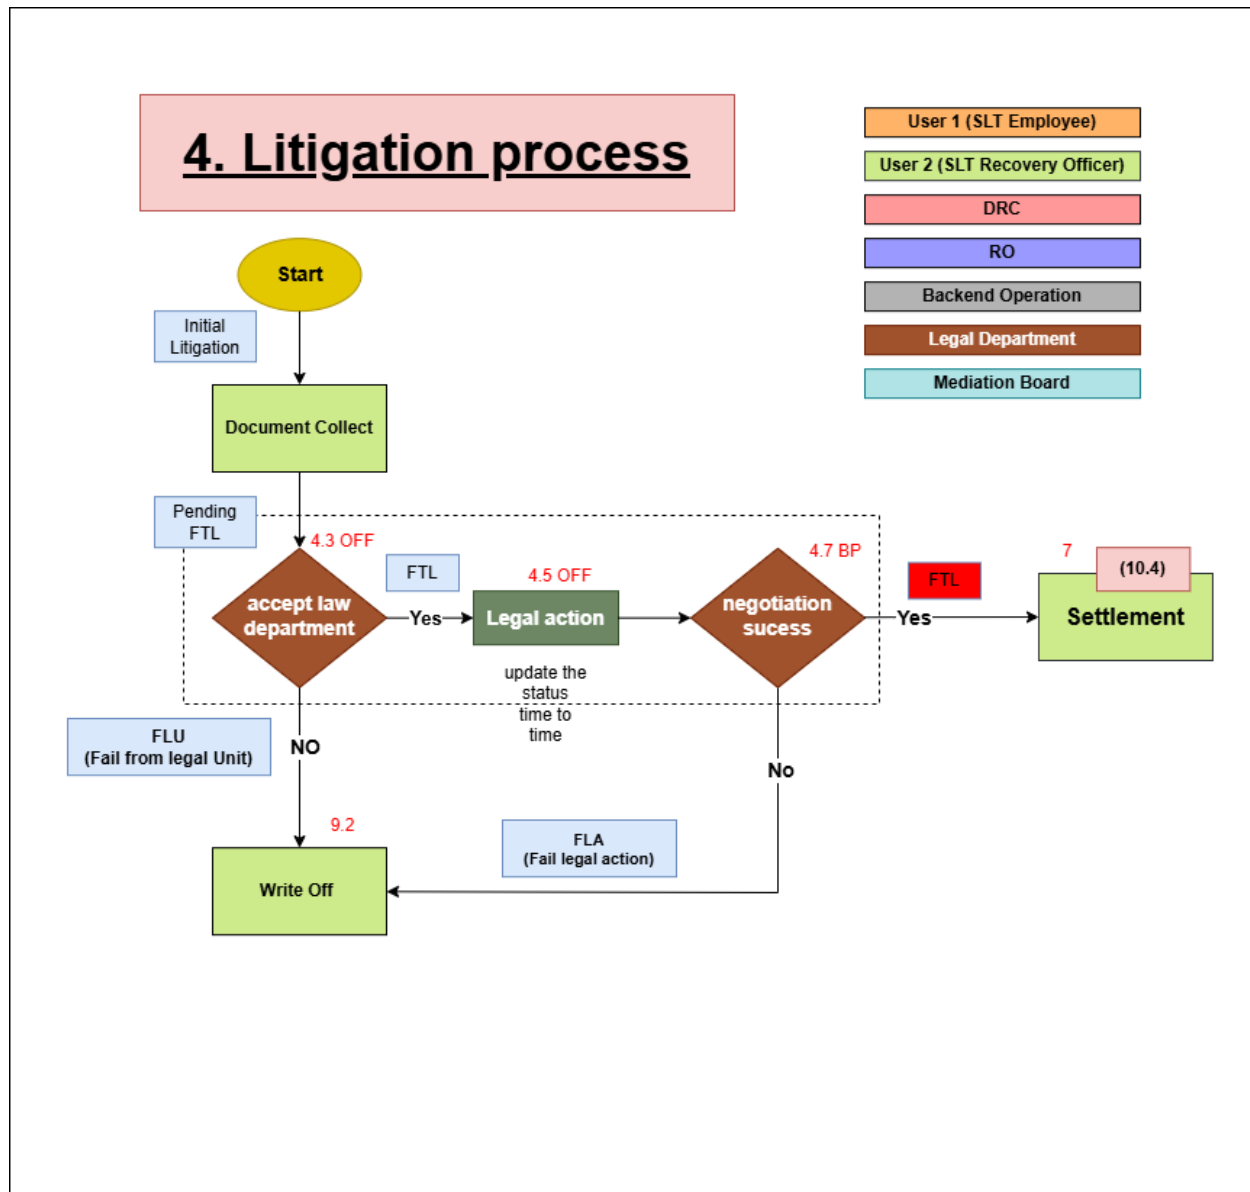 4. Litigation process
User 1 (SLT Employee)
User 2 (SLT Recovery Officer)
DRC
RO
Backend Operation
Legal Department
Mediation Board
Start
Initial
Litigation
Document Collect
Pending
FTL
4.3 OFF
accept law
department
FTL
Yes
4.5 OFF
Legal action
update the
status
time to
time
4.7 BP
negotiation
sucess
FTL
Yes
7
(10.4)
Settlement
FLU
(Fail from legal Unit)
NO
No
9.2
FLA
(Fail legal action)
Write Off